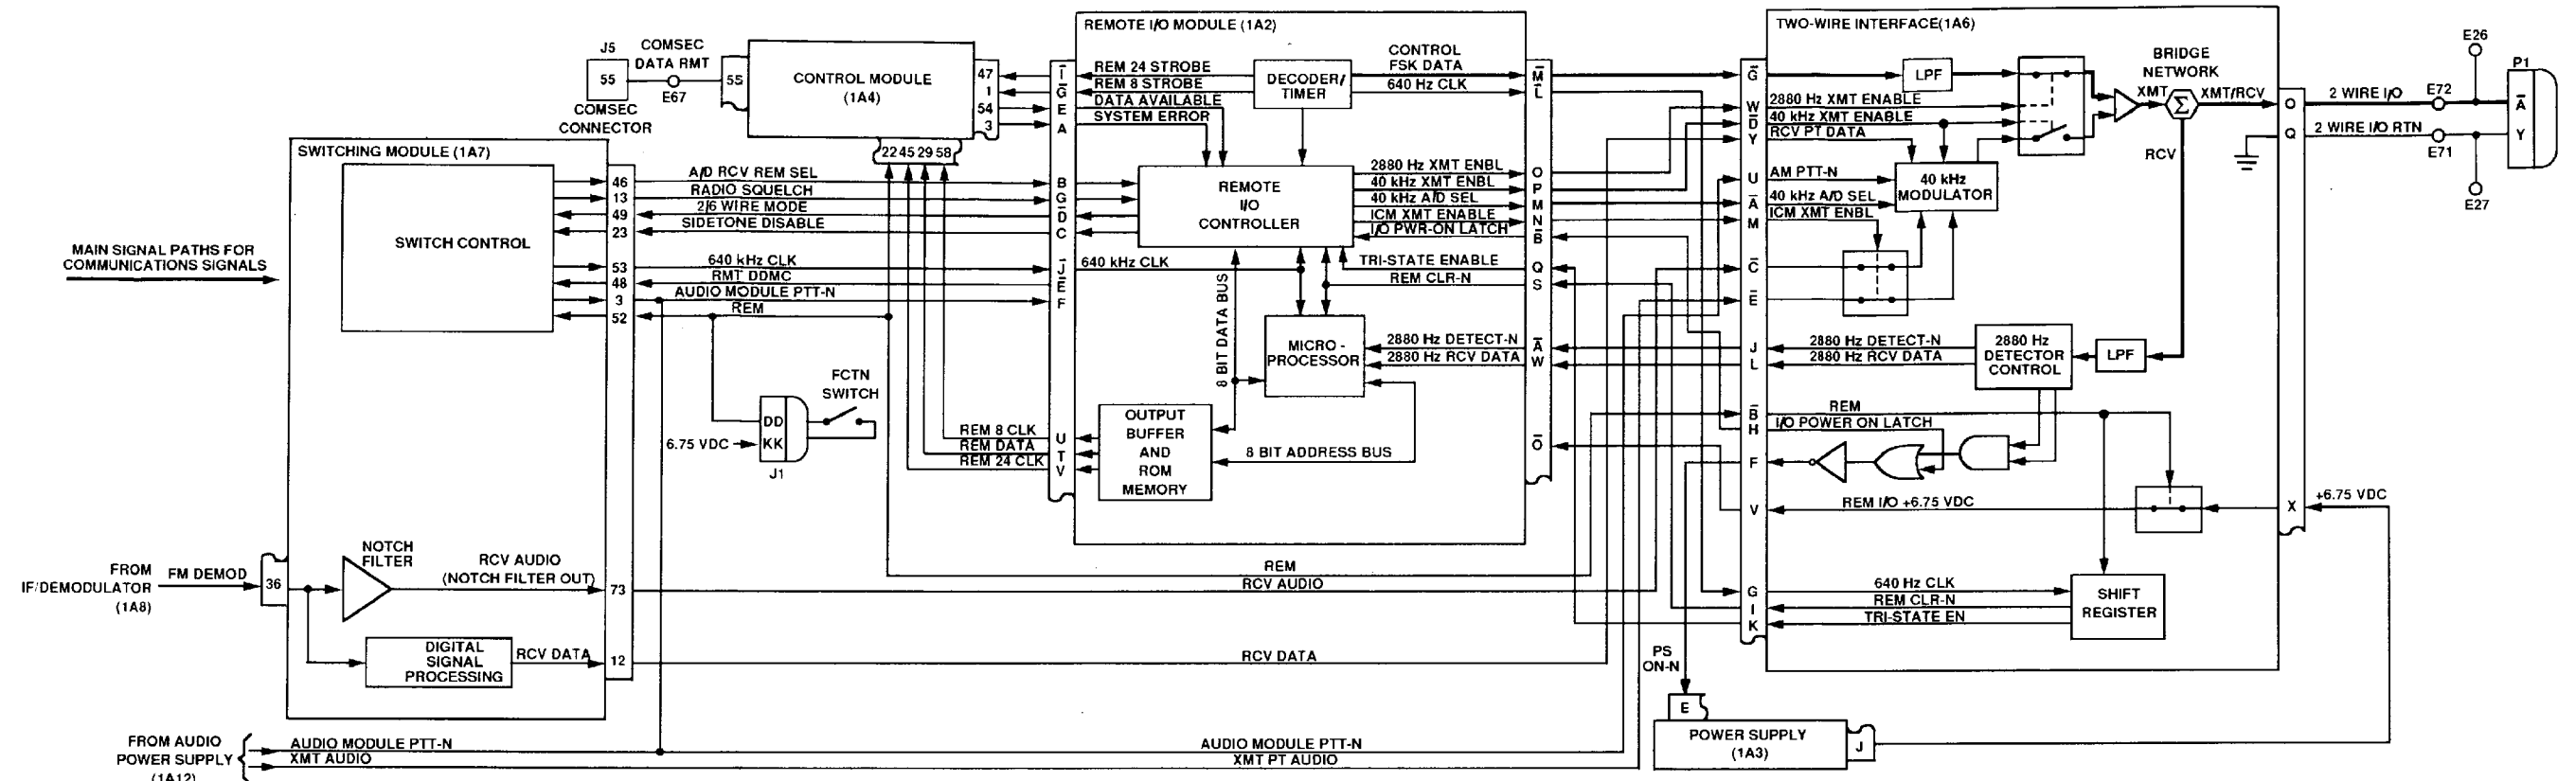 REMOTE I/O MODULE (1A2)
TWO-WIRE INTERFACE(1A6)
J5
COMSEC
DATA RMT
55
E67
55
COMSEC
CONNECTOR
CONTROL MODULE
(1A4)
47
1
54
3
22 45 29 58
I
G
E
A
REM 24 STROBE
REM 8 STROBE
DATA AVAILABLE
SYSTEM ERROR
DECODER/
TIMER
CONTROL
FSK DATA
640 Hz CLK
M
L
G
LPF
BRIDGE
NETWORK
XMT
Σ
XMT/RCV
RCV
O
Q
2 WIRE I/O
2 WIRE I/O RTN
E72
E71
E26
E27
P1
A
Y
W
D
Y
2880 Hz XMT ENABLE
40 kHz XMT ENABLE
RCV PT DATA
U
A
M
AM PTT-N
40 kHz A/D SEL
ICM XMT ENBL
40 kHz
MODULATOR
C
E
SWITCHING MODULE (1A7)
SWITCH CONTROL
MAIN SIGNAL PATHS FOR
COMMUNICATIONS SIGNALS
46
13
49
23
53
48
3
52
A/D RCV REM SEL
RADIO SQUELCH
2/6 WIRE MODE
SIDETONE DISABLE
640 kHz CLK
RMT DDMC
AUDIO MODULE PTT-N
REM
B
G
D
C
J
E
F
REMOTE
I/O
CONTROLLER
2880 Hz XMT ENBL
40 kHz XMT ENBL
40 kHz A/D SEL
ICM XMT ENABLE
I/O PWR-ON LATCH
TRI-STATE ENABLE
REM CLR-N
O
P
M
N
B
Q
S
640 kHz CLK
8 BIT DATA BUS
MICRO-
PROCESSOR
2880 Hz DETECT-N
2880 Hz RCV DATA
A
W
J
L
2880 Hz DETECT-N
2880 Hz RCV DATA
2880 Hz
DETECTOR
CONTROL
LPF
FCTN
SWITCH
DD
KK
6.75 VDC
J1
REM 8 CLK
REM DATA
REM 24 CLK
U
T
V
OUTPUT
BUFFER
AND
ROM
MEMORY
8 BIT ADDRESS BUS
O
B
H
F
V
REM
I/O POWER ON LATCH
REM I/O +6.75 VDC
X
+6.75 VDC
FROM
IF/DEMODULATOR
(1A8)
FM DEMOD
36
NOTCH
FILTER
RCV AUDIO
(NOTCH FILTER OUT)
73
REM
RCV AUDIO
G
I
K
640 Hz CLK
REM CLR-N
TRI-STATE EN
SHIFT
REGISTER
DIGITAL
SIGNAL
PROCESSING
RCV DATA
12
RCV DATA
PS
ON-N
E
POWER SUPPLY
(1A3)
J
FROM AUDIO
POWER SUPPLY
(1A12)
AUDIO MODULE PTT-N
XMT AUDIO
AUDIO MODULE PTT-N
XMT PT AUDIO